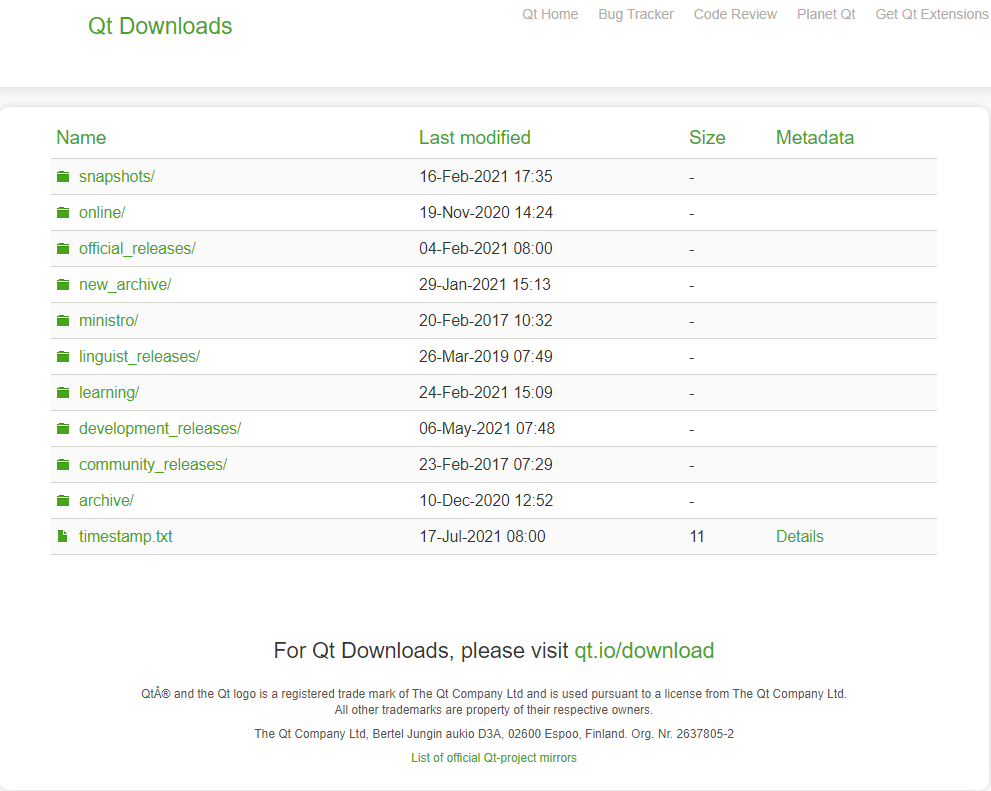 Qt Downloads
Qt Home Bug Tracker Code Review Planet Qt Get Qt Extensions
Name Last modified Size Metadata
snapshots/ 16-Feb-2021 17:35 -
online/ 19-Nov-2020 14:24 -
official_releases/ 04-Feb-2021 08:00 -
new_archive/ 29-Jan-2021 15:13 -
ministro/ 20-Feb-2017 10:32 -
linguist_releases/ 26-Mar-2019 07:49 -
learning/ 24-Feb-2021 15:09 -
development_releases/ 06-May-2021 07:48 -
community_releases/ 23-Feb-2017 07:29 -
archive/ 10-Dec-2020 12:52 -
timestamp.txt 17-Jul-2021 08:00 11 Details
For Qt Downloads, please visit qt.io/download
QtÂ® and the Qt logo is a registered trade mark of The Qt Company Ltd and is used pursuant to a license from The Qt Company Ltd.
All other trademarks are property of their respective owners.
The Qt Company Ltd, Bertel Jungin aukio D3A, 02600 Espoo, Finland. Org. Nr. 2637805-2
List of official Qt-project mirrors